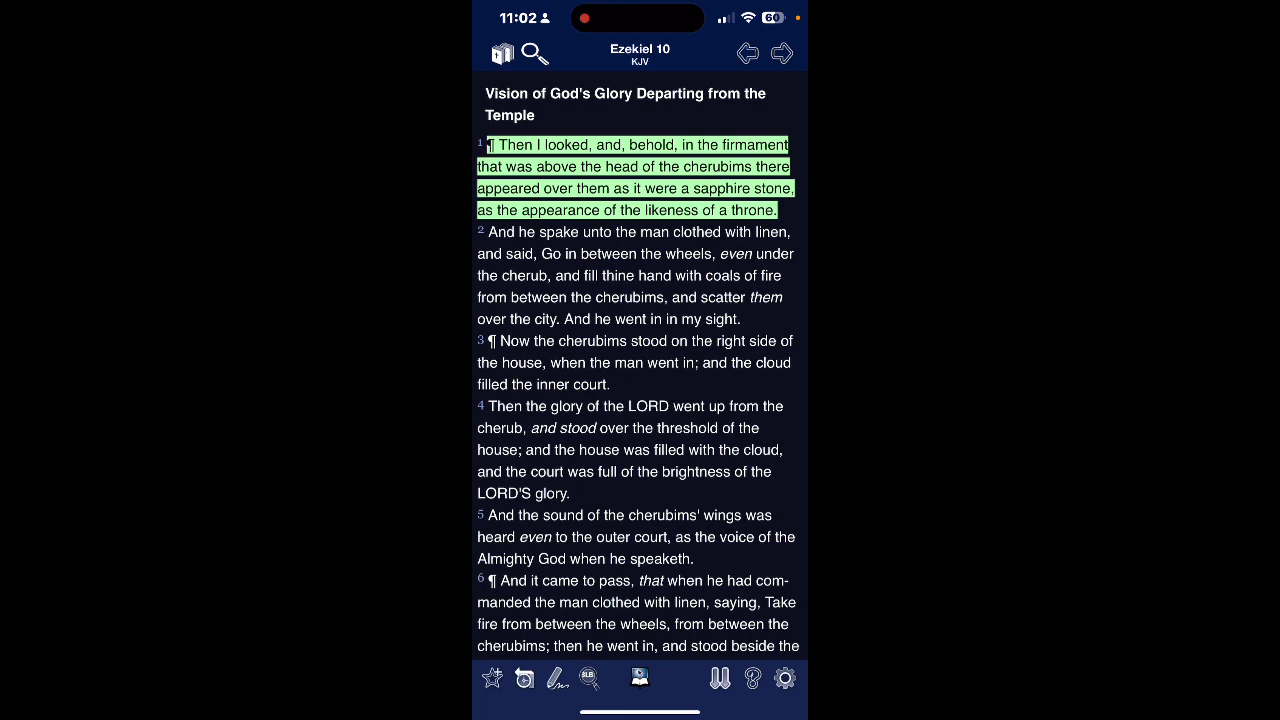 11:02
60
Ezekiel 10
KJV
Vision of God's Glory Departing from the
Temple
1 ¶ Then I looked, and, behold, in the firmament
that was above the head of the cherubims there
appeared over them as it were a sapphire stone,
as the appearance of the likeness of a throne.
2 And he spake unto the man clothed with linen,
and said, Go in between the wheels, even under
the cherub, and fill thine hand with coals of fire
from between the cherubims, and scatter them
over the city. And he went in in my sight.
3 ¶ Now the cherubims stood on the right side of
the house, when the man went in; and the cloud
filled the inner court.
4 Then the glory of the LORD went up from the
cherub, and stood over the threshold of the
house; and the house was filled with the cloud,
and the court was full of the brightness of the
LORD'S glory.
5 And the sound of the cherubims' wings was
heard even to the outer court, as the voice of the
Almighty God when he speaketh.
6 ¶ And it came to pass, that when he had com-
manded the man clothed with linen, saying, Take
fire from between the wheels, from between the
cherubims; then he went in, and stood beside the
SLB